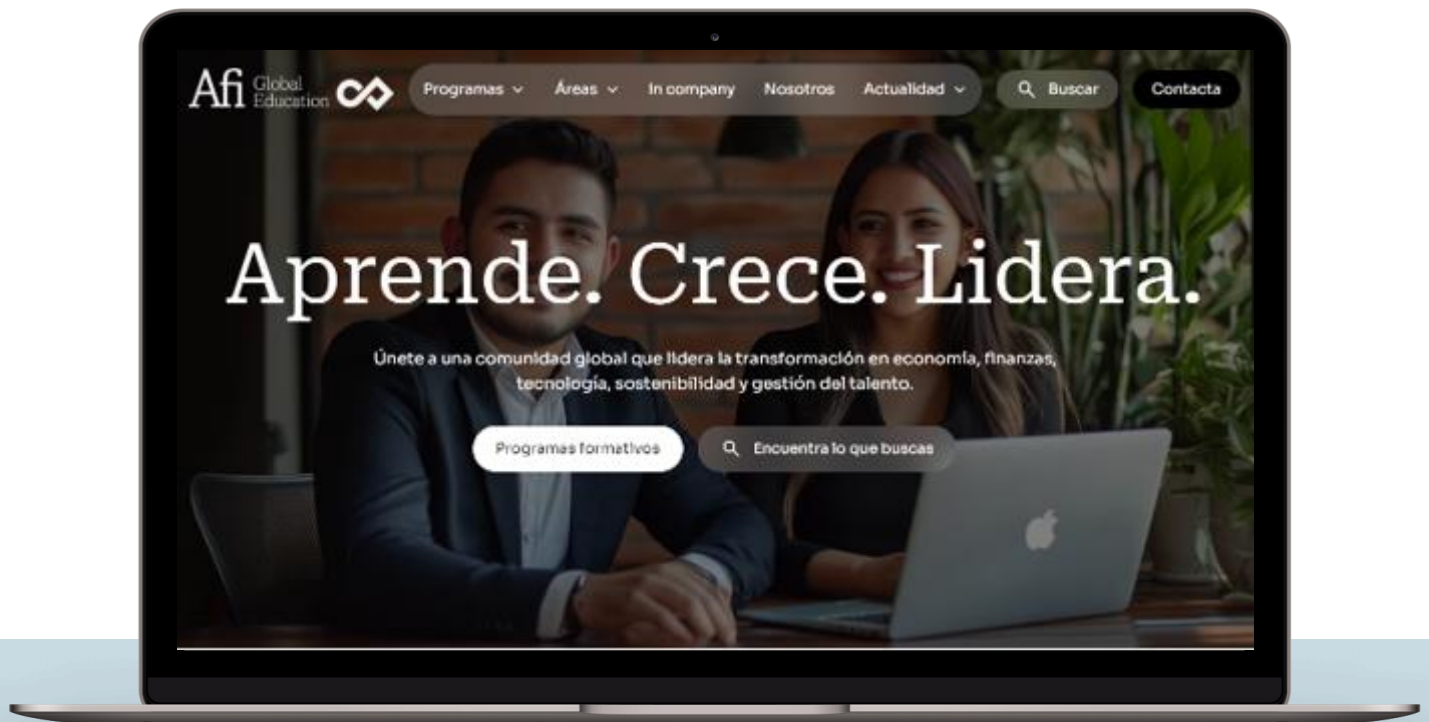 Afi Global Education
Programas
Áreas
In company
Nosotros
Actualidad
Buscar
Contacta
Aprende. Crece. Lidera.
Únete a una comunidad global que lidera la transformación en economía, finanzas,
tecnología, sostenibilidad y gestión del talento.
Programas formativos
Encuentra lo que buscas